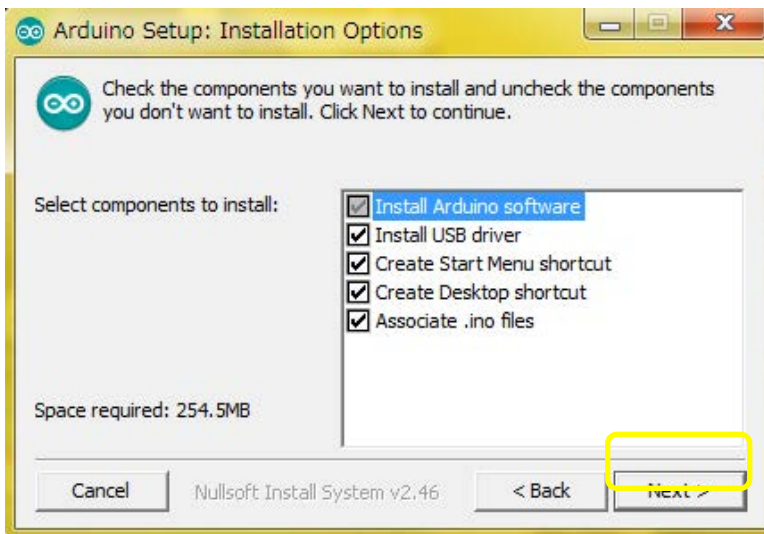 Arduino Setup: Installation Options
Check the components you want to install and uncheck the components
you don't want to install. Click Next to continue.
Select components to install:
Install Arduino software
Install USB driver
Create Start Menu shortcut
Create Desktop shortcut
Associate .ino files
Space required: 254.5MB
Cancel
Nullsoft Install System v2.46
< Back
Next >